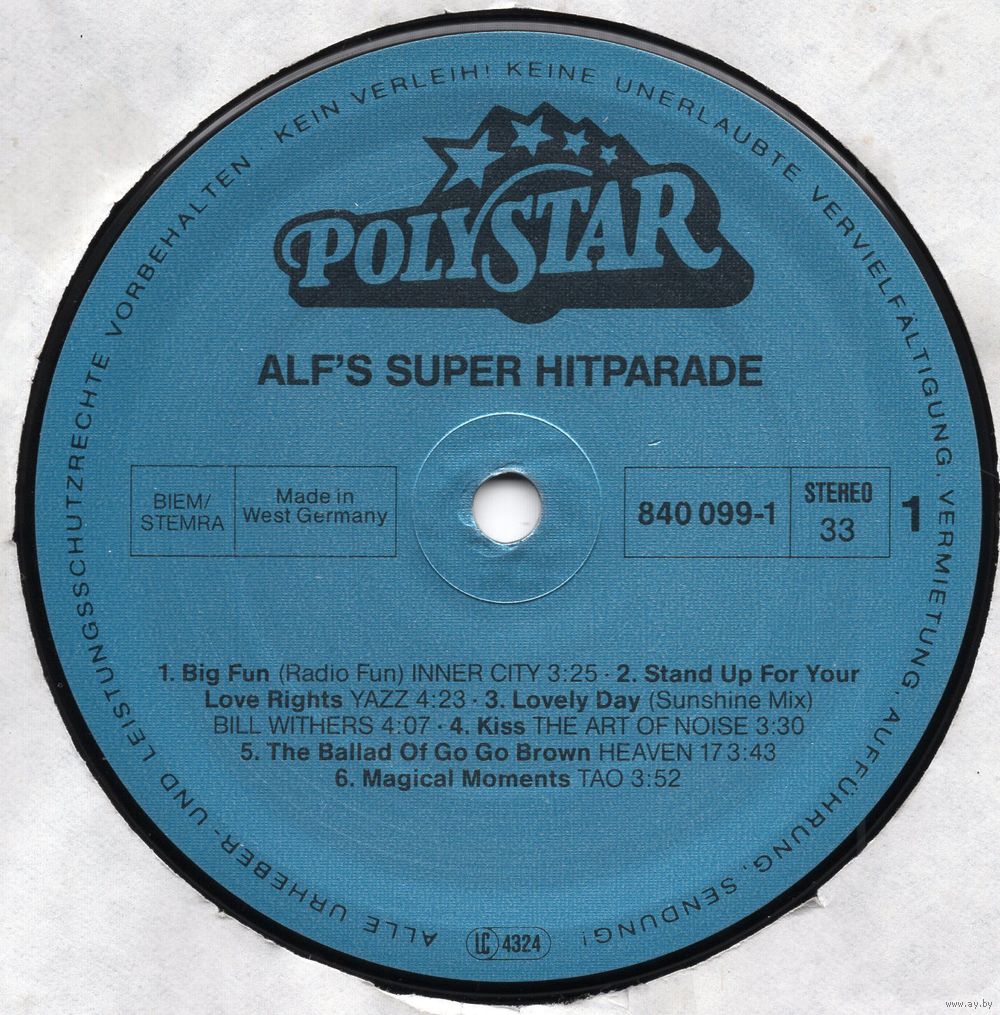 ALLE URHEBER- UND LEISTUNGSSCHUTZRECHTE VORBEHALTEN · KEIN VERLEIH! KEINE UNERLAUBTE VERVIELFÄLTIGUNG, VERMIETUNG, AUFFÜHRUNG, SENDUNG!
POLYSTAR
ALF'S SUPER HITPARADE
BIEM/
STEMRA
Made in
West Germany
840 099-1
STEREO
33
1
1. Big Fun (Radio Fun) INNER CITY 3:25 · 2. Stand Up For Your
Love Rights YAZZ 4:23 · 3. Lovely Day (Sunshine Mix)
BILL WITHERS 4:07 · 4. Kiss THE ART OF NOISE 3:30
5. The Ballad Of Go Go Brown HEAVEN 17 3:43
6. Magical Moments TAO 3:52
LC 4324
www.ay.by